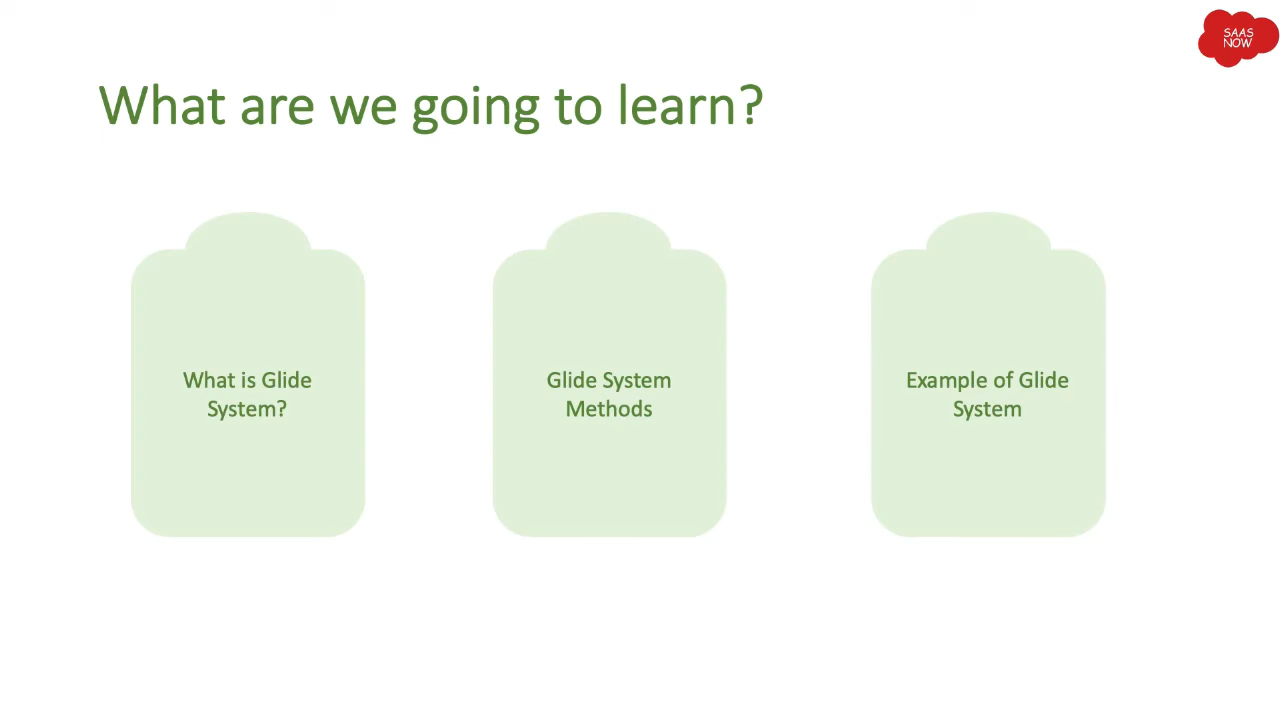 SAAS
NOW
What are we going to learn?
What is Glide
System?
Glide System
Methods
Example of Glide
System